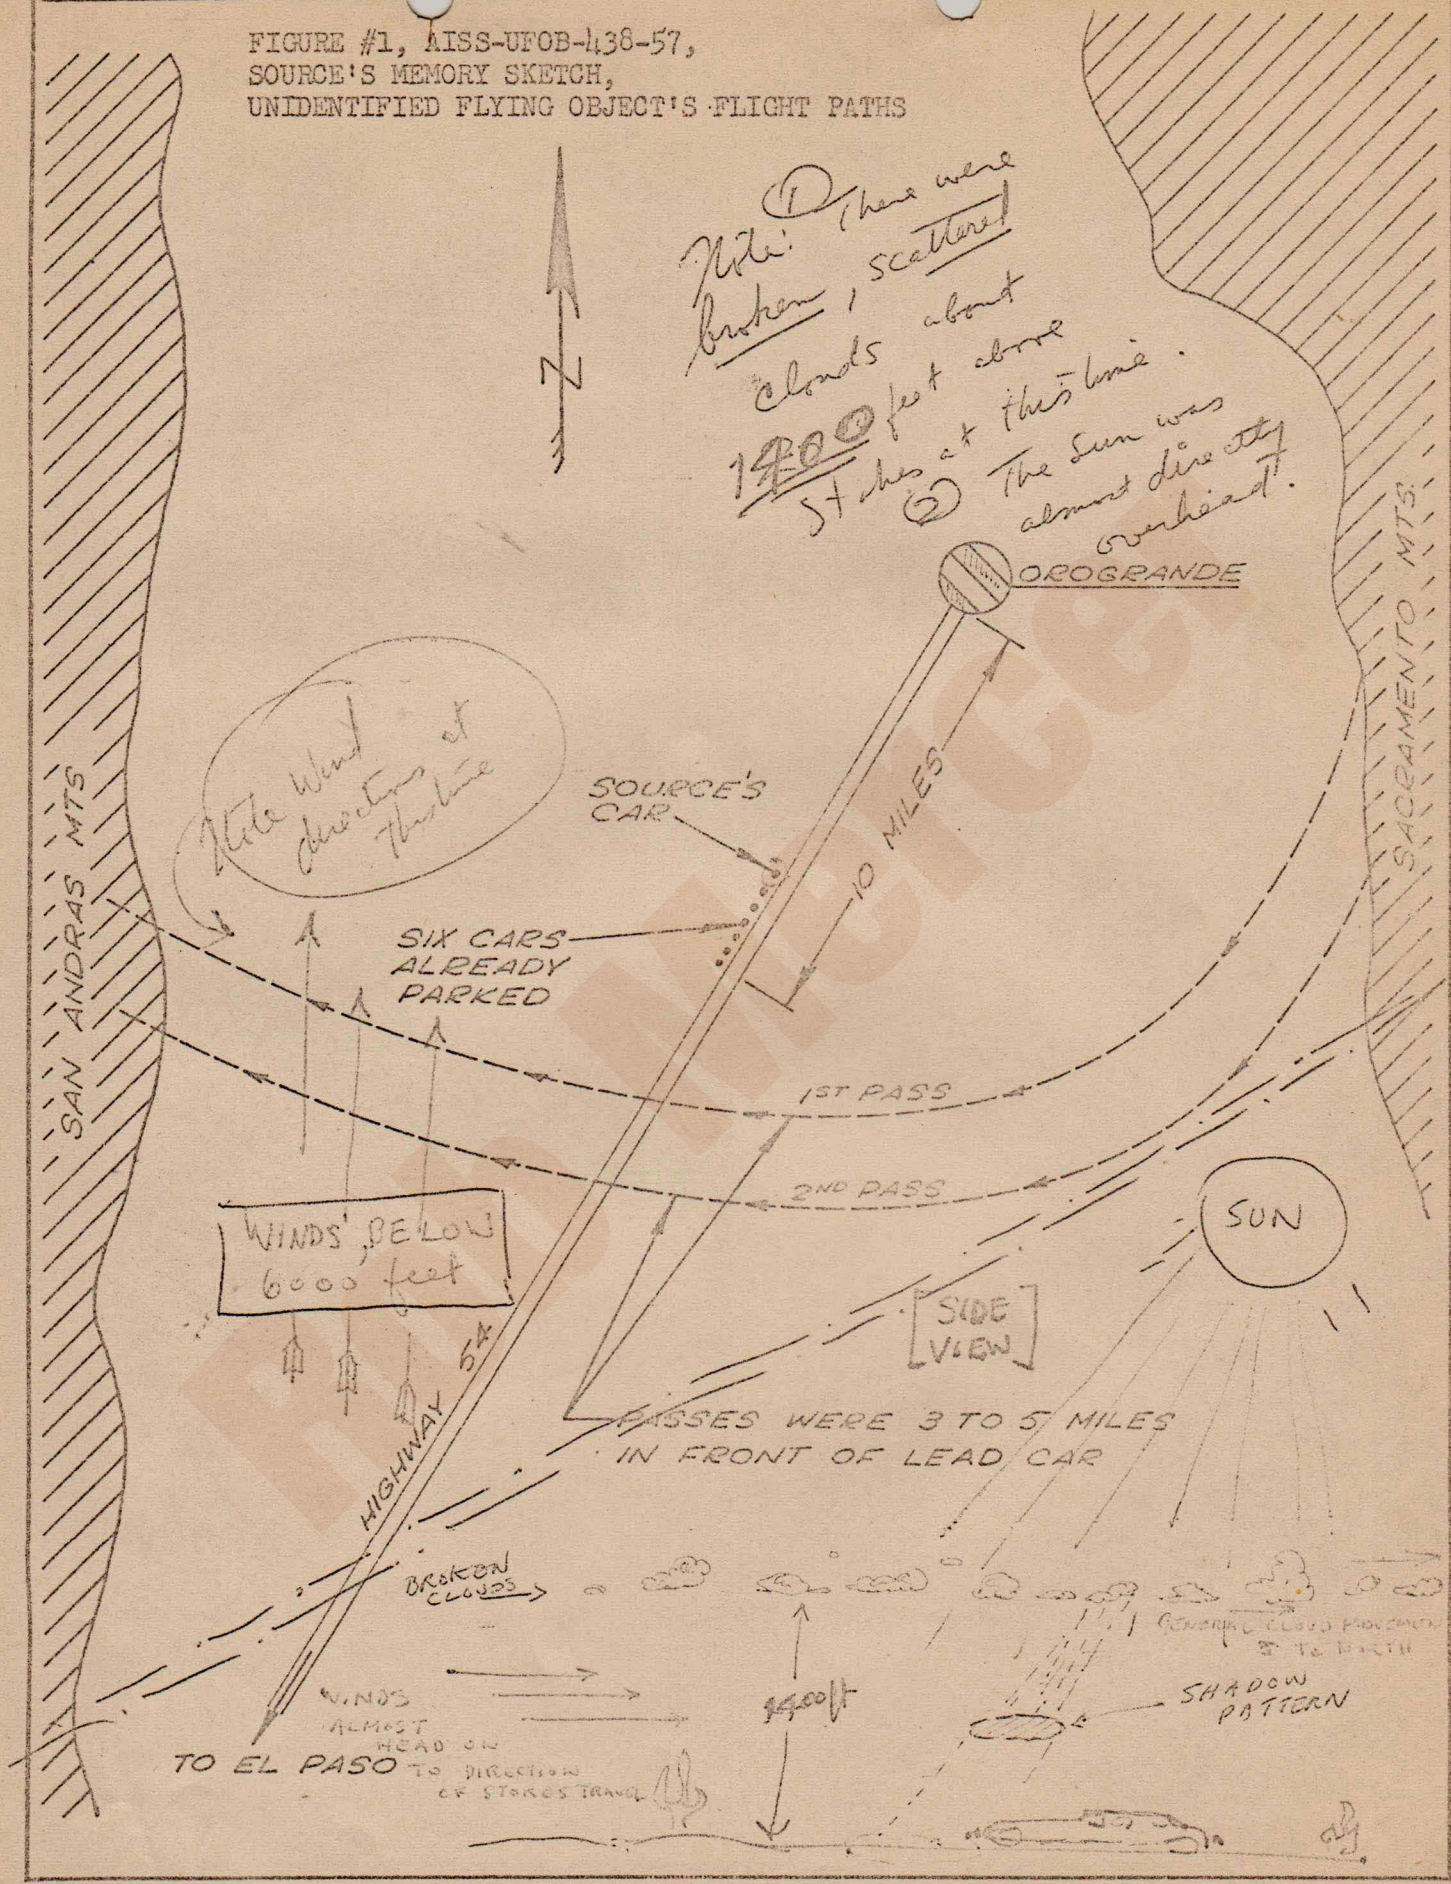 FIGURE #1, AISS-UFOB-438-57,
SOURCE'S MEMORY SKETCH,
UNIDENTIFIED FLYING OBJECT'S FLIGHT PATHS
N
① There were
Note:
broken, scattered
clouds about
1400 feet above
Stokes at this time.
② The Sun was
almost directly
overhead.
OROGRANDE
SACRAMENTO MTS.
Note Wind
directions at
this time
SOURCE'S
CAR
10 MILES
SAN ANDRAS MTS
SIX CARS
ALREADY
PARKED
1ST PASS
2ND PASS
WINDS, BELOW
6000 feet
SUN
[SIDE
VIEW]
HIGHWAY 54
PASSES WERE 3 TO 5 MILES
IN FRONT OF LEAD CAR
BROKEN
CLOUDS
GENERAL CLOUD MOVEMENT
S TO NORTH
WINDS
ALMOST
HEAD ON
TO DIRECTION
OF STOKES TRAVEL
1400ft
SHADOW
PATTERN
TO EL PASO